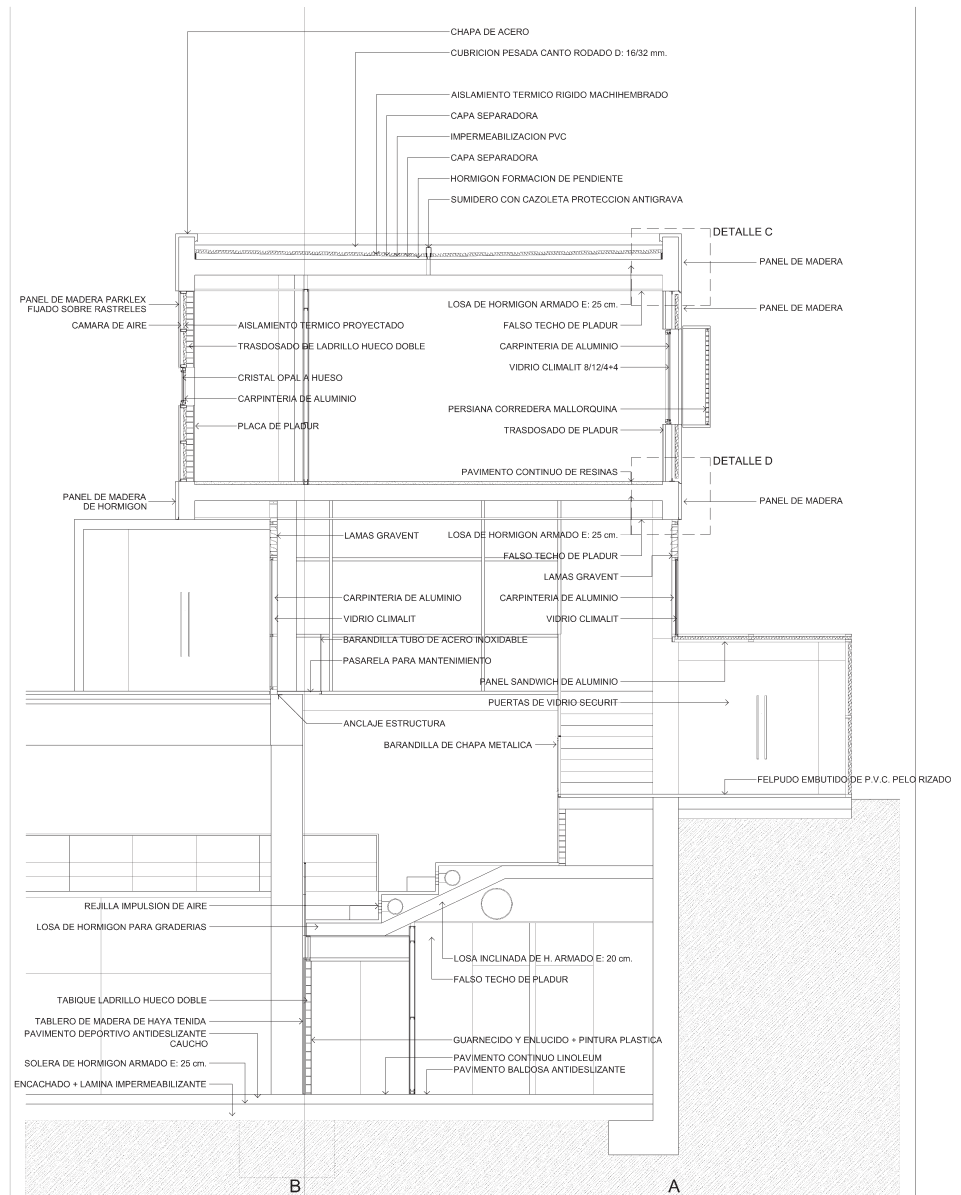 CHAPA DE ACERO
CUBRICION PESADA CANTO RODADO D: 16/32 mm.
AISLAMIENTO TERMICO RIGIDO MACHIHEMBRADO
CAPA SEPARADORA
IMPERMEABILIZACION PVC
CAPA SEPARADORA
HORMIGON FORMACION DE PENDIENTE
SUMIDERO CON CAZOLETA PROTECCION ANTIGRAVA
DETALLE C
PANEL DE MADERA
PANEL DE MADERA PARKLEX
FIJADO SOBRE RASTRELES
LOSA DE HORMIGON ARMADO E: 25 cm.
PANEL DE MADERA
CAMARA DE AIRE
AISLAMIENTO TERMICO PROYECTADO
FALSO TECHO DE PLADUR
TRASDOSADO DE LADRILLO HUECO DOBLE
CARPINTERIA DE ALUMINIO
VIDRIO CLIMALIT 8/12/4+4
CRISTAL OPAL A HUESO
CARPINTERIA DE ALUMINIO
PERSIANA CORREDERA MALLORQUINA
PLACA DE PLADUR
TRASDOSADO DE PLADUR
DETALLE D
PAVIMENTO CONTINUO DE RESINAS
PANEL DE MADERA
DE HORMIGON
PANEL DE MADERA
LAMAS GRAVENT
LOSA DE HORMIGON ARMADO E: 25 cm.
FALSO TECHO DE PLADUR
LAMAS GRAVENT
CARPINTERIA DE ALUMINIO
CARPINTERIA DE ALUMINIO
VIDRIO CLIMALIT
VIDRIO CLIMALIT
BARANDILLA TUBO DE ACERO INOXIDABLE
PASARELA PARA MANTENIMIENTO
PANEL SANDWICH DE ALUMINIO
PUERTAS DE VIDRIO SECURIT
ANCLAJE ESTRUCTURA
BARANDILLA DE CHAPA METALICA
FELPUDO EMBUTIDO DE P.V.C. PELO RIZADO
REJILLA IMPULSION DE AIRE
LOSA DE HORMIGON PARA GRADERIAS
LOSA INCLINADA DE H. ARMADO E: 20 cm.
FALSO TECHO DE PLADUR
TABIQUE LADRILLO HUECO DOBLE
TABLERO DE MADERA DE HAYA TENIDA
PAVIMENTO DEPORTIVO ANTIDESLIZANTE
CAUCHO
GUARNECIDO Y ENLUCIDO + PINTURA PLASTICA
SOLERA DE HORMIGON ARMADO E: 25 cm.
PAVIMENTO CONTINUO LINOLEUM
PAVIMENTO BALDOSA ANTIDESLIZANTE
ENCACHADO + LAMINA IMPERMEABILIZANTE
B
A